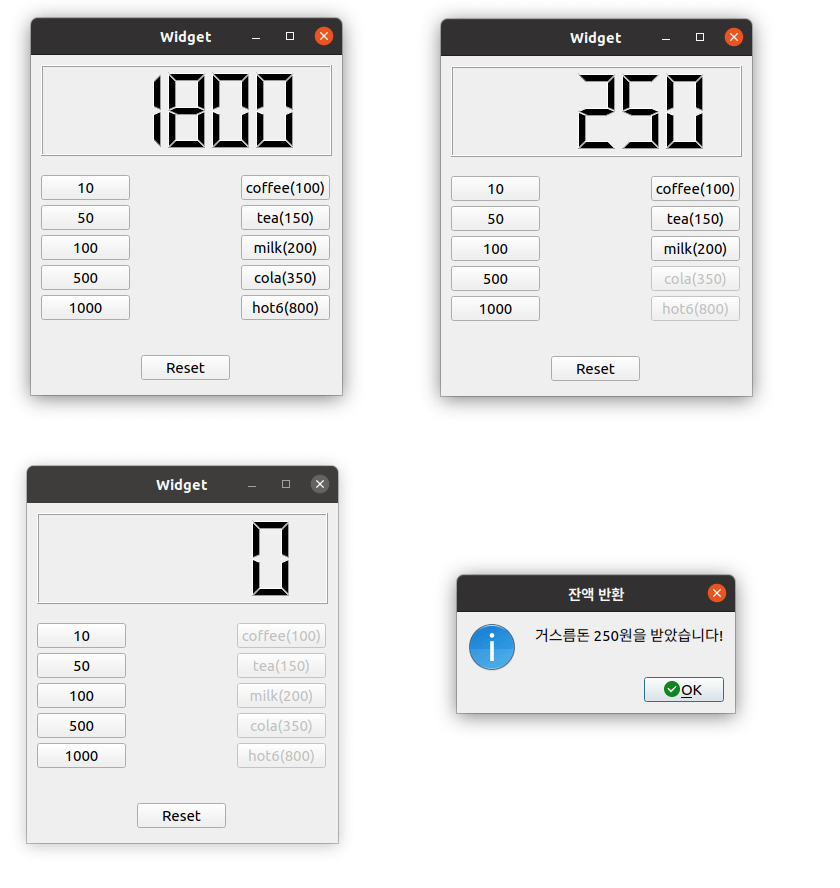 Widget
1800
10 coffee(100)
50 tea(150)
100 milk(200)
500 cola(350)
1000 hot6(800)
Reset
Widget
250
10 coffee(100)
50 tea(150)
100 milk(200)
500 cola(350)
1000 hot6(800)
Reset
Widget
0
10 coffee(100)
50 tea(150)
100 milk(200)
500 cola(350)
1000 hot6(800)
Reset
잔액 반환
거스름돈 250원을 받았습니다!
OK